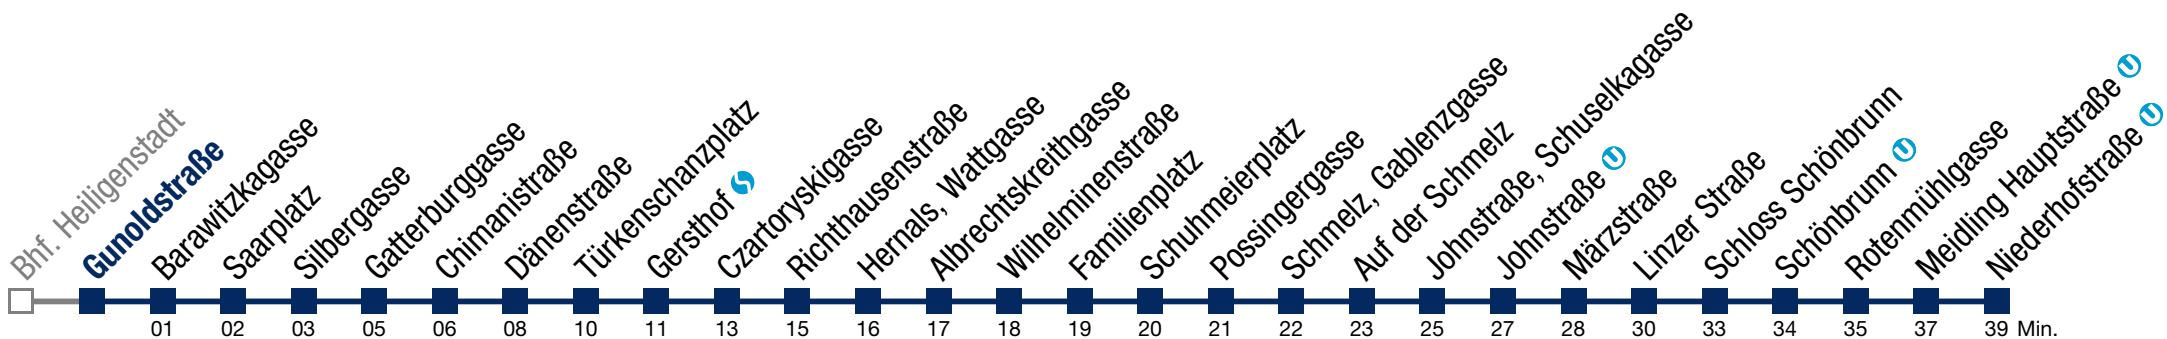 Bhf. Heiligenstadt
Gunoldstraße
Barawitzkagasse
Saarplatz
Silbergasse
Gatterburggasse
Chimanistraße
Dänenstraße
Türkenschanzplatz
Gersthof
Czartoryskigasse
Richthausenstraße
Hernals, Wattgasse
Albrechtskreithgasse
Wilhelminenstraße
Familienplatz
Schuhmeierplatz
Possingergasse
Schmelz, Gablenzgasse
Auf der Schmelz
Johnstraße, Schuselkagasse
Johnstraße U
Märzstraße
Linzer Straße
Schloss Schönbrunn
Schönbrunn U
Rotenmühlgasse
Meidling Hauptstraße U
Niederhofstraße U
01 02 03 05 06 08 10 11 13 15 16 17 18 19 20 21 22 23 25 27 28 30 33 34 35 37 39 Min.